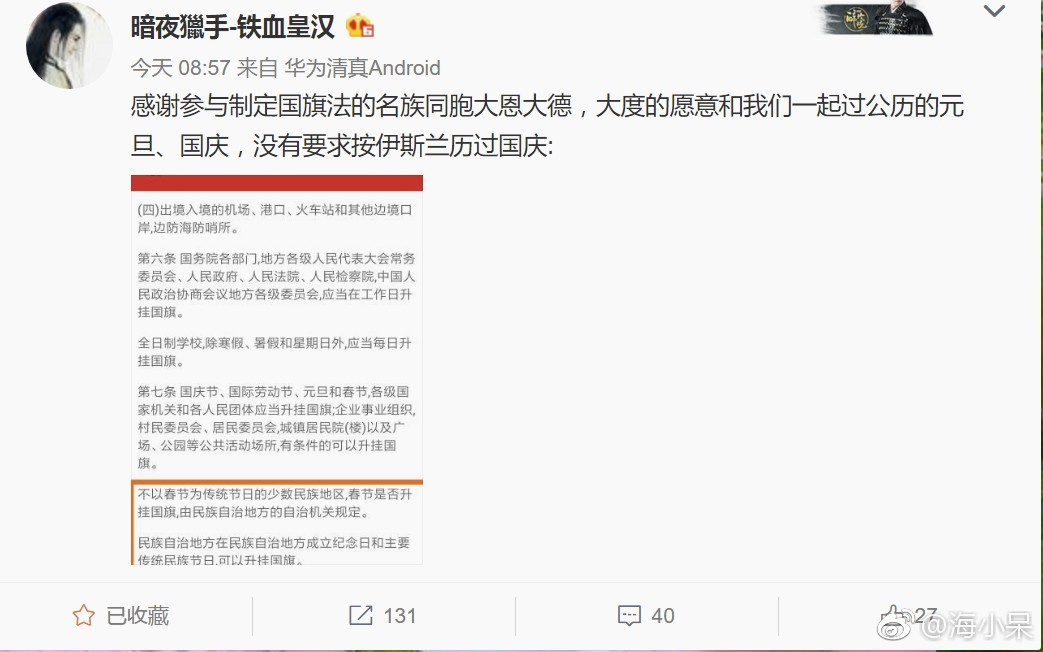 暗夜獵手-铁血皇汉
今天 08:57 来自 华为清真Android
感谢参与制定国旗法的名族同胞大恩大德，大度的愿意和我们一起过公历的元
旦、国庆，没有要求按伊斯兰历过国庆:
(四)出境入境的机场、港口、火车站和其他边境口
岸,边防海防哨所。
第六条 国务院各部门,地方各级人民代表大会常务
委员会、人民政府、人民法院、人民检察院,中国人
民政治协商会议地方各级委员会,应当在工作日升
挂国旗。
全日制学校,除寒假、暑假和星期日外,应当每日升
挂国旗。
第七条 国庆节、国际劳动节、元旦和春节,各级国
家机关和各人民团体应当升挂国旗;企业事业组织,
村民委员会、居民委员会,城镇居民院(楼)以及广
场、公园等公共活动场所,有条件的可以升挂国
旗。
不以春节为传统节日的少数民族地区,春节是否升
挂国旗,由民族自治地方的自治机关规定。
民族自治地方在民族自治地方成立纪念日和主要
传统民族节日,可以升挂国旗。
已收藏
131
40
27
@海小呆